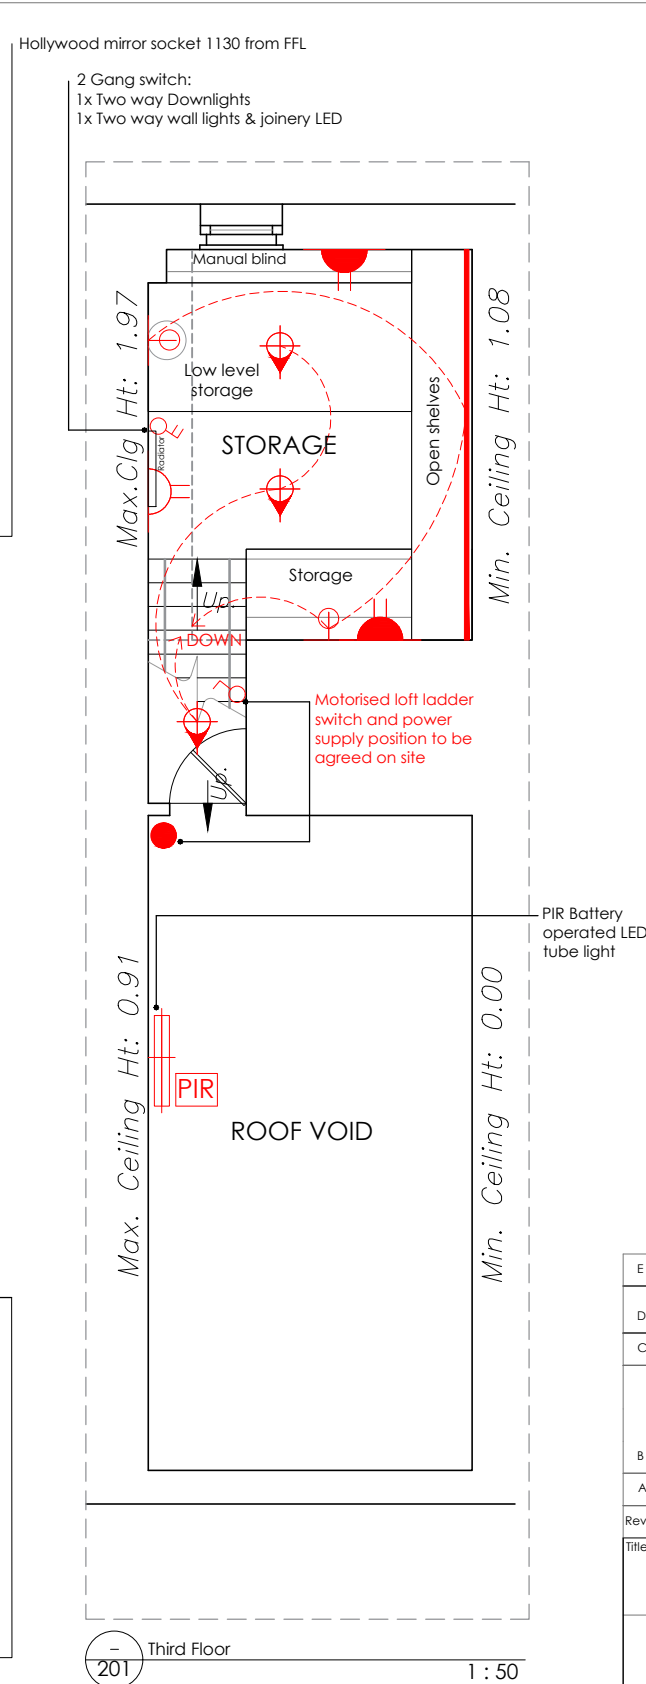 Hollywood mirror socket 1130 from FFL
2 Gang switch:
1x Two way Downlights
1x Two way wall lights & joinery LED
Manual blind
Max.Clg Ht: 1.97
Min. Ceiling Ht: 1.08
Low level
storage
Open shelves
Radiator
STORAGE
Storage
Up.
DOWN
Motorised loft ladder
switch and power
supply position to be
agreed on site
Up.
PIR Battery
operated LED
tube light
Max. Ceiling Ht: 0.91
Min. Ceiling Ht: 0.00
PIR
ROOF VOID
E
D
C
B
A
Rev
Title
–
201
Third Floor
1 : 50